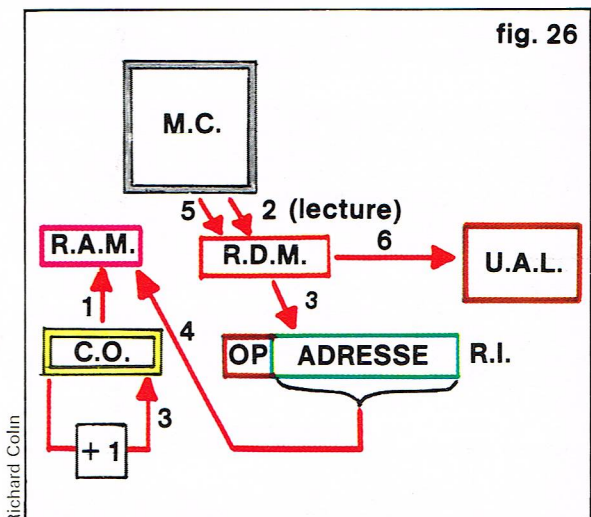 fig. 26
M.C.
5 2 (lecture)
R.A.M.
R.D.M.
6
U.A.L.
1
3
4
C.O.
OP ADRESSE R.I.
3
+ 1
Richard Colin